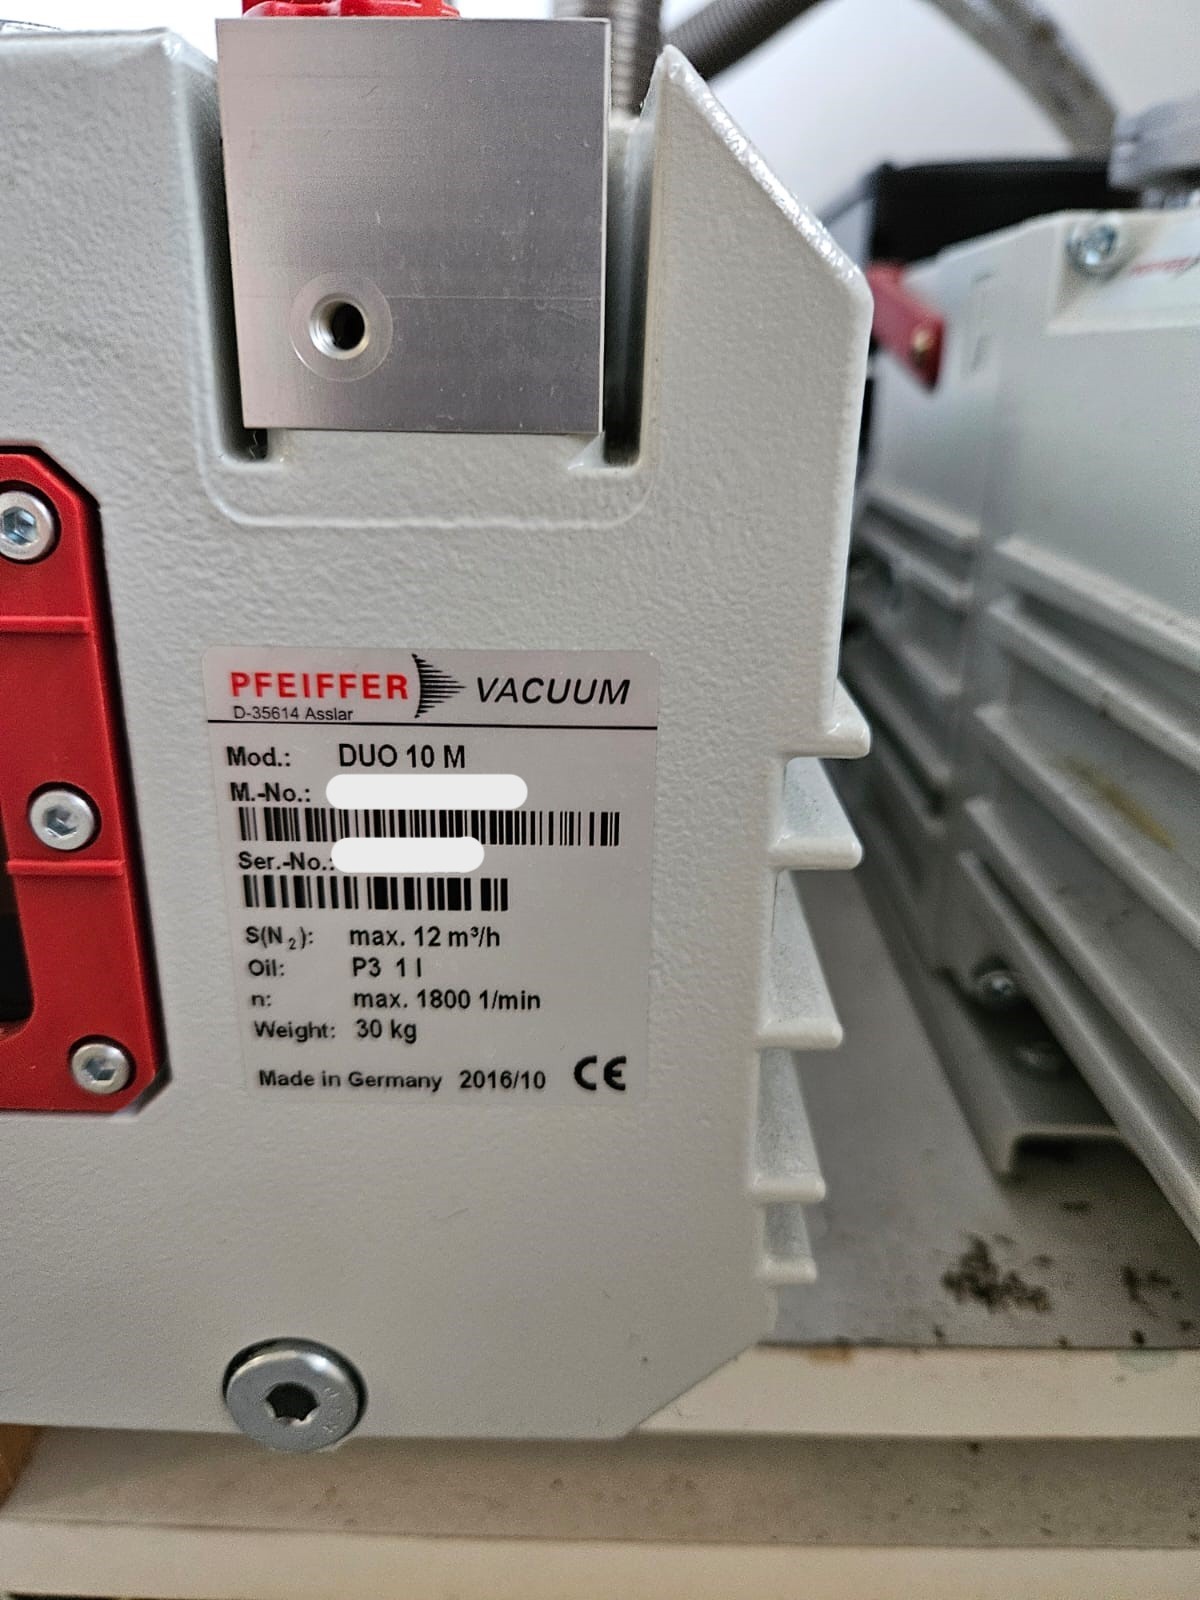 PFEIFFER VACUUM
D-35614 Asslar
Mod.: DUO 10 M
M.-No.:
Ser.-No.:
S(N₂): max. 12 m³/h
Oil: P3 1 l
n: max. 1800 1/min
Weight: 30 kg
Made in Germany 2016/10 CE